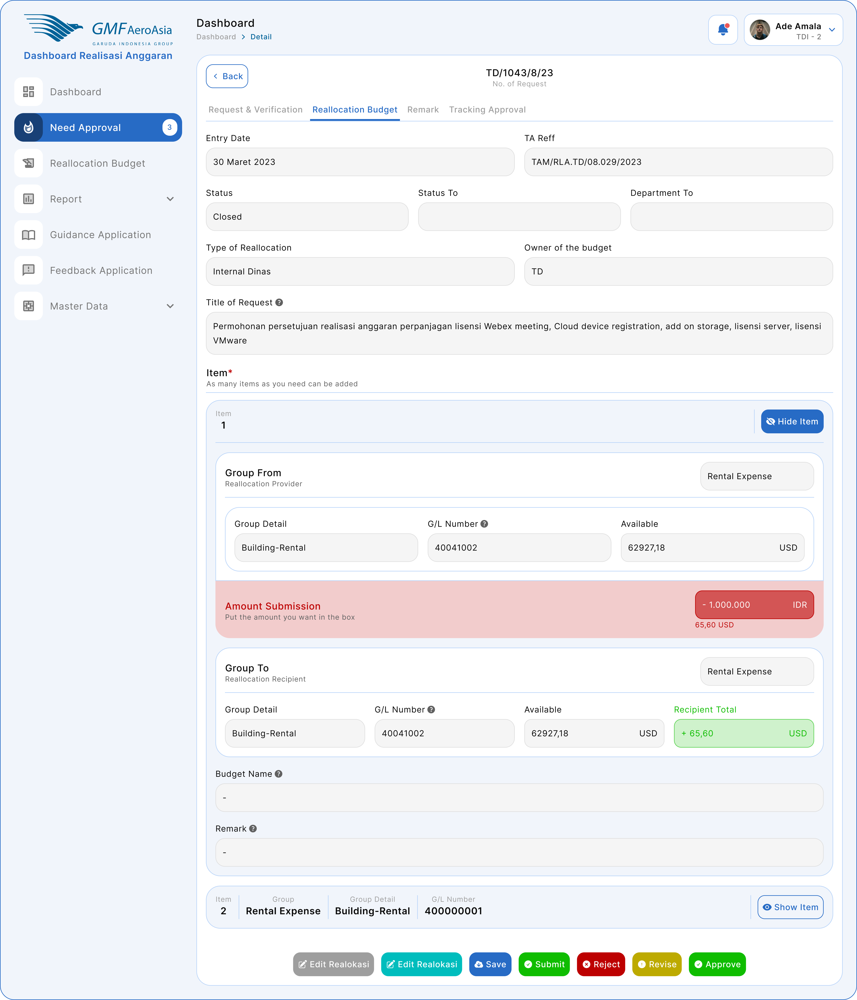 GMF AeroAsia
GARUDA INDONESIA GROUP
Dashboard Realisasi Anggaran
Dashboard
Need Approval
3
Reallocation Budget
Report
Guidance Application
Feedback Application
Master Data
Dashboard
Dashboard > Detail
Ade Amala
TDI - 2
Back
TD/1043/8/23
No. of Request
Request & Verification
Reallocation Budget
Remark
Tracking Approval
Entry Date
30 Maret 2023
TA Reff
TAM/RLA.TD/08.029/2023
Status
Closed
Status To
Department To
Type of Reallocation
Internal Dinas
Owner of the budget
TD
Title of Request ?
Permohonan persetujuan realisasi anggaran perpanjagan lisensi Webex meeting, Cloud device registration, add on storage, lisensi server, lisensi
VMware
Item*
As many items as you need can be added
Item
1
Hide Item
Group From
Reallocation Provider
Rental Expense
Group Detail
Building-Rental
G/L Number ?
40041002
Available
62927,18 USD
Amount Submission
Put the amount you want in the box
- 1.000.000 IDR
65,60 USD
Group To
Reallocation Recipient
Rental Expense
Group Detail
Building-Rental
G/L Number ?
40041002
Available
62927,18 USD
Recipient Total
+ 65,60 USD
Budget Name ?
-
Remark ?
-
Item
2
Group
Rental Expense
Group Detail
Building-Rental
G/L Number
400000001
Show Item
Edit Realokasi
Edit Realokasi
Save
Submit
Reject
Revise
Approve